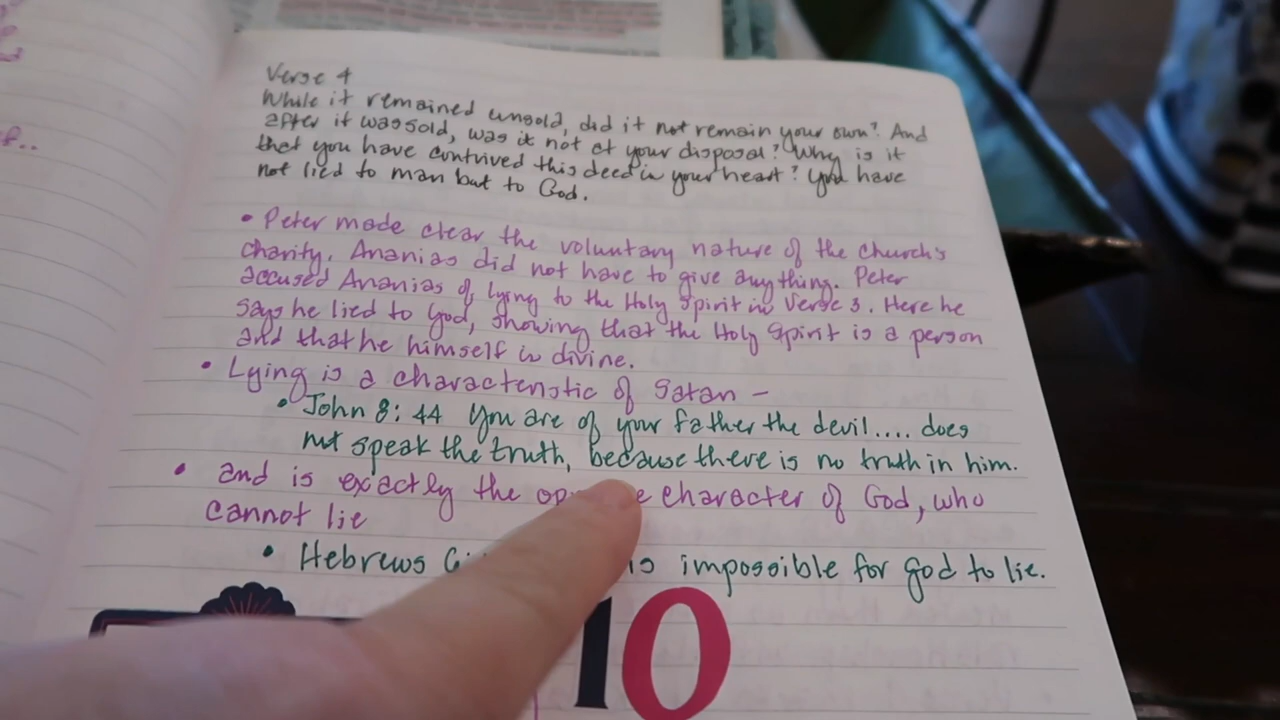 f..
Verse 4
While it remained unsold, did it not remain your own? And
after it was sold, was it not at your disposal? Why is it
that you have contrived this deed in your heart? You have
not lied to man but to God.
• Peter made clear the voluntary nature of the church's
charity. Ananias did not have to give anything. Peter
accused Ananias of lying to the Holy Spirit in Verse 3. Here he
says he lied to God, showing that the Holy Spirit is a person
and that he himself is divine.
• Lying is a characteristic of Satan -
• John 8:44 You are of your father the devil.... does
not speak the truth, because there is no truth in him.
• and is exactly the character of God, who
cannot lie
• Hebrews is impossible for god to lie.
10